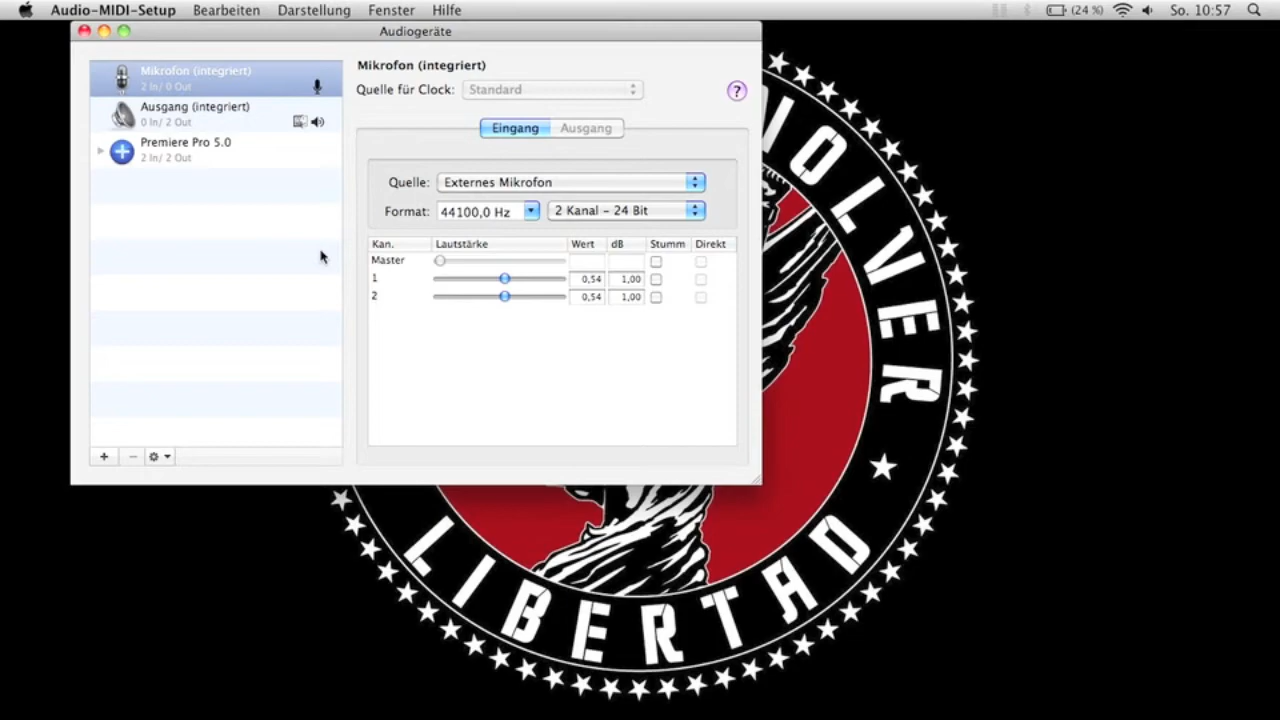 Audio-MIDI-Setup Bearbeiten Darstellung Fenster Hilfe (24 %) So. 10:57
Audiogeräte
Mikrofon (integriert)
2 In/ 0 Out
Ausgang (integriert)
0 In/ 2 Out
Premiere Pro 5.0
2 In/ 2 Out
Mikrofon (integriert)
Quelle für Clock: Standard
?
Eingang Ausgang
Quelle: Externes Mikrofon
Format: 44100,0 Hz 2 Kanal - 24 Bit
Kan. Lautstärke Wert dB Stumm Direkt
Master
1 0,54 1,00
2 0,54 1,00
VOLVER
LIBERTAD